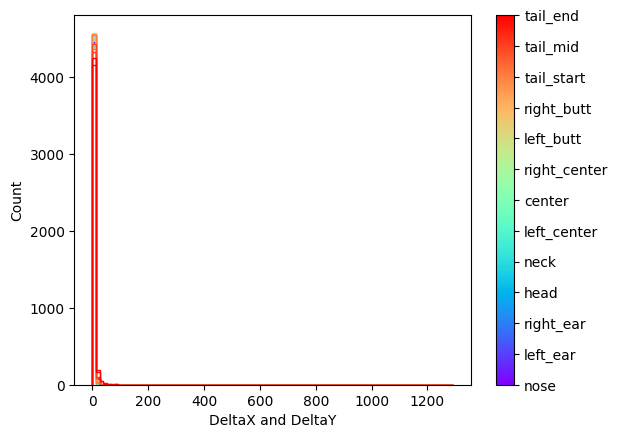 Count
4000
3000
2000
1000
0
0
200
400
600
800
1000
1200
DeltaX and DeltaY
tail_end
tail_mid
tail_start
right_butt
left_butt
right_center
center
left_center
neck
head
right_ear
left_ear
nose